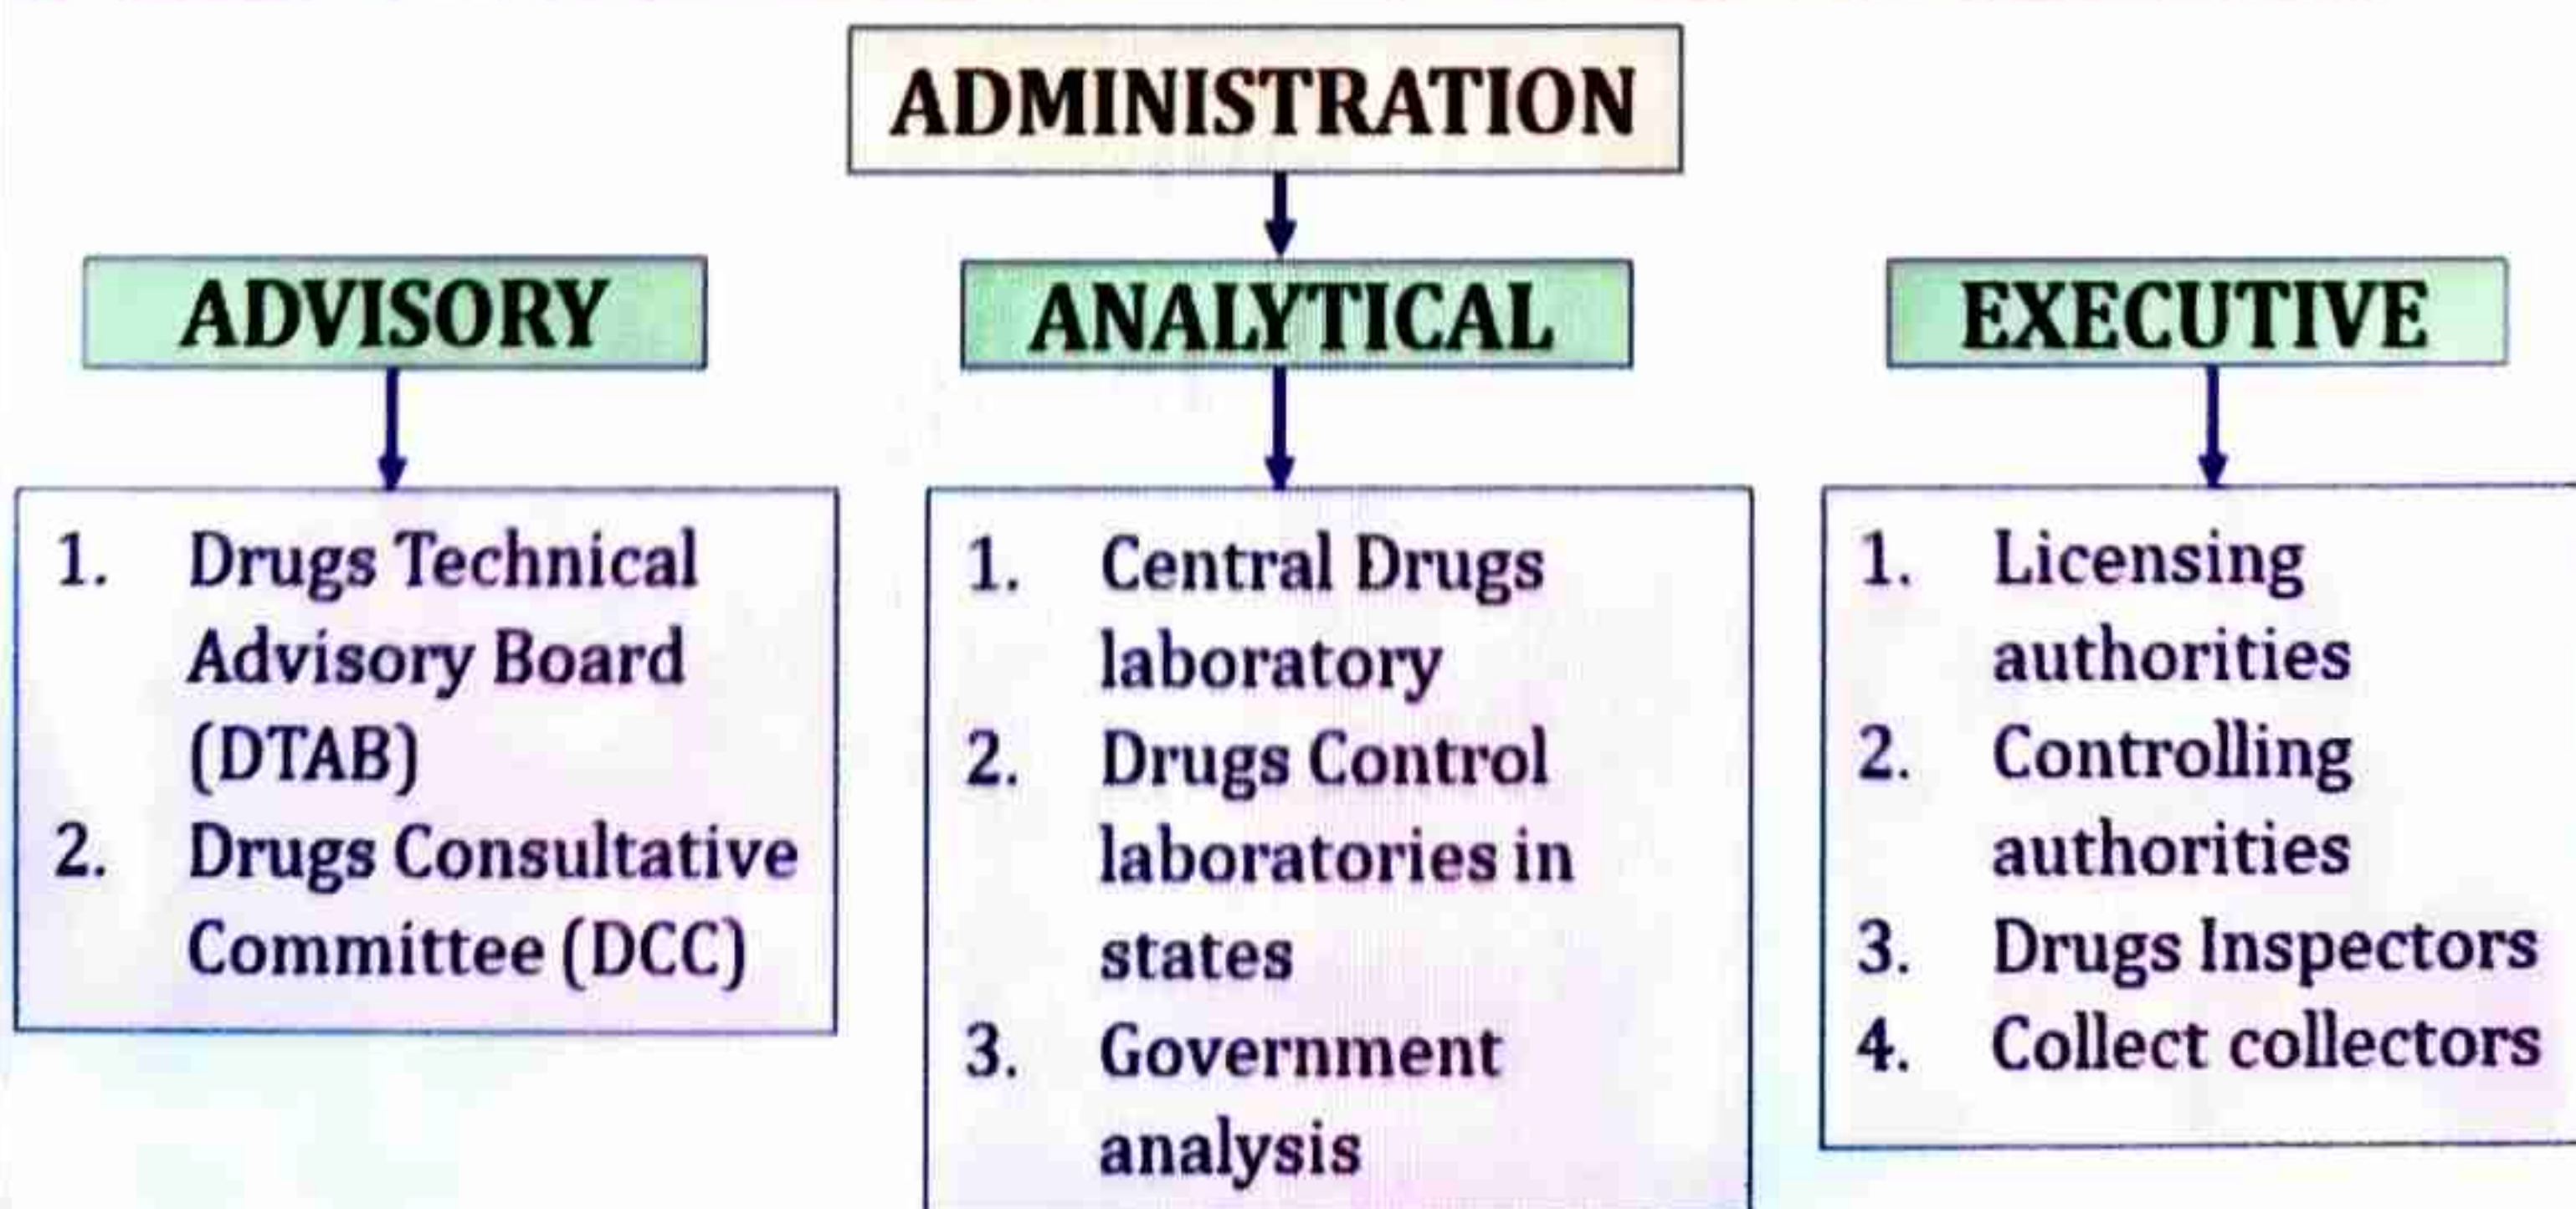 ADMINISTRATION
ADVISORY
ANALYTICAL
EXECUTIVE
1. Drugs Technical
Advisory Board
(DTAB)
2. Drugs Consultative
Committee (DCC)
1. Central Drugs
laboratory
2. Drugs Control
laboratories in
states
3. Government
analysis
1. Licensing
authorities
2. Controlling
authorities
3. Drugs Inspectors
4. Collect collectors